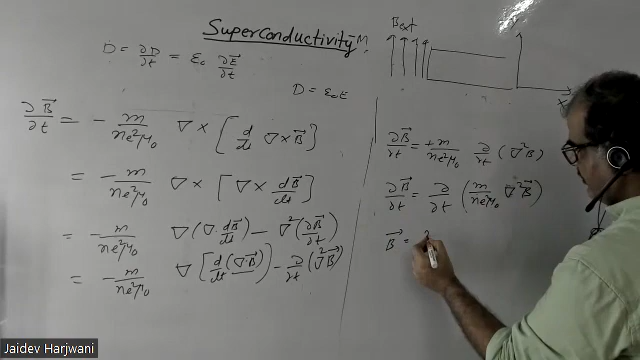 Superconductivity
D = ∂D/∂t = ε₀ ∂E⃗/∂t
D = ε₀E
∂B⃗/∂t = - m/ne²μ₀ ∇ × [d/dt ∇×B⃗]
= - m/ne²μ₀ ∇ × [∇ × dB⃗/dt]
= - m/ne²μ₀ ∇(∇·dB⃗/dt) - ∇²(∂B⃗/∂t)
= - m/ne²μ₀ ∇[d/dt(∇·B⃗)] - ∂/∂t(∇²B⃗)
Bext
x
∂B⃗/∂t = +m/ne²μ₀ ∂/∂t (∇²B)
∂B⃗/∂t = ∂/∂t (m/ne²μ₀ ∇²B⃗)
B⃗ =
Jaidev Harjwani